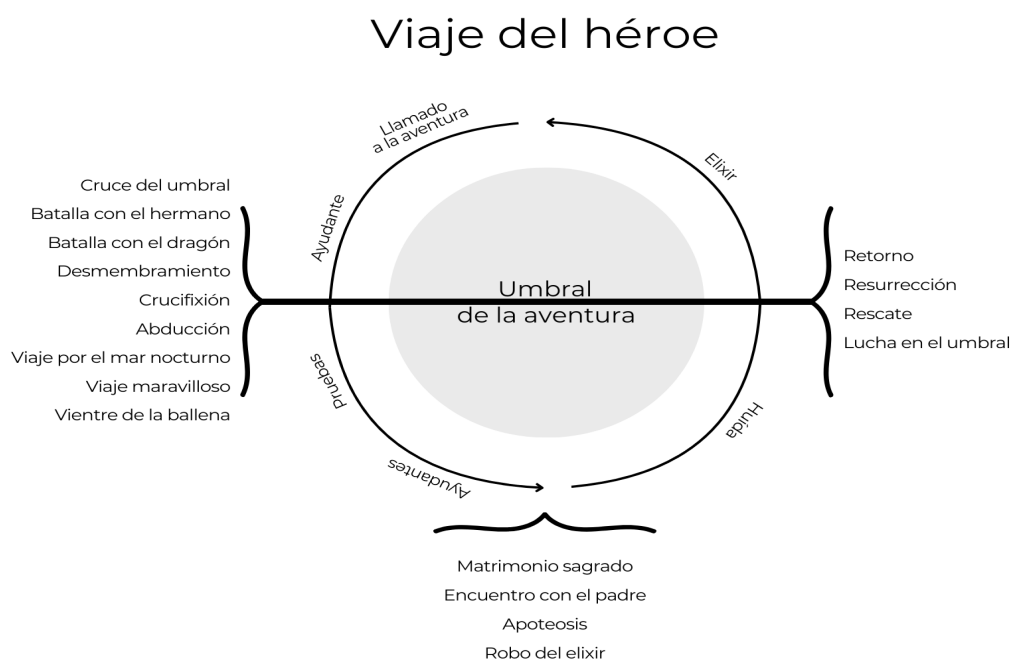 Viaje del héroe
Llamado
a la aventura
Elixir
Ayudante
Cruce del umbral
Batalla con el hermano
Batalla con el dragón
Desmembramiento
Crucifixión
Abducción
Viaje por el mar nocturno
Viaje maravilloso
Vientre de la ballena
Umbral
de la aventura
Retorno
Resurrección
Rescate
Lucha en el umbral
Pruebas
Ayudantes
Huida
Matrimonio sagrado
Encuentro con el padre
Apoteosis
Robo del elixir